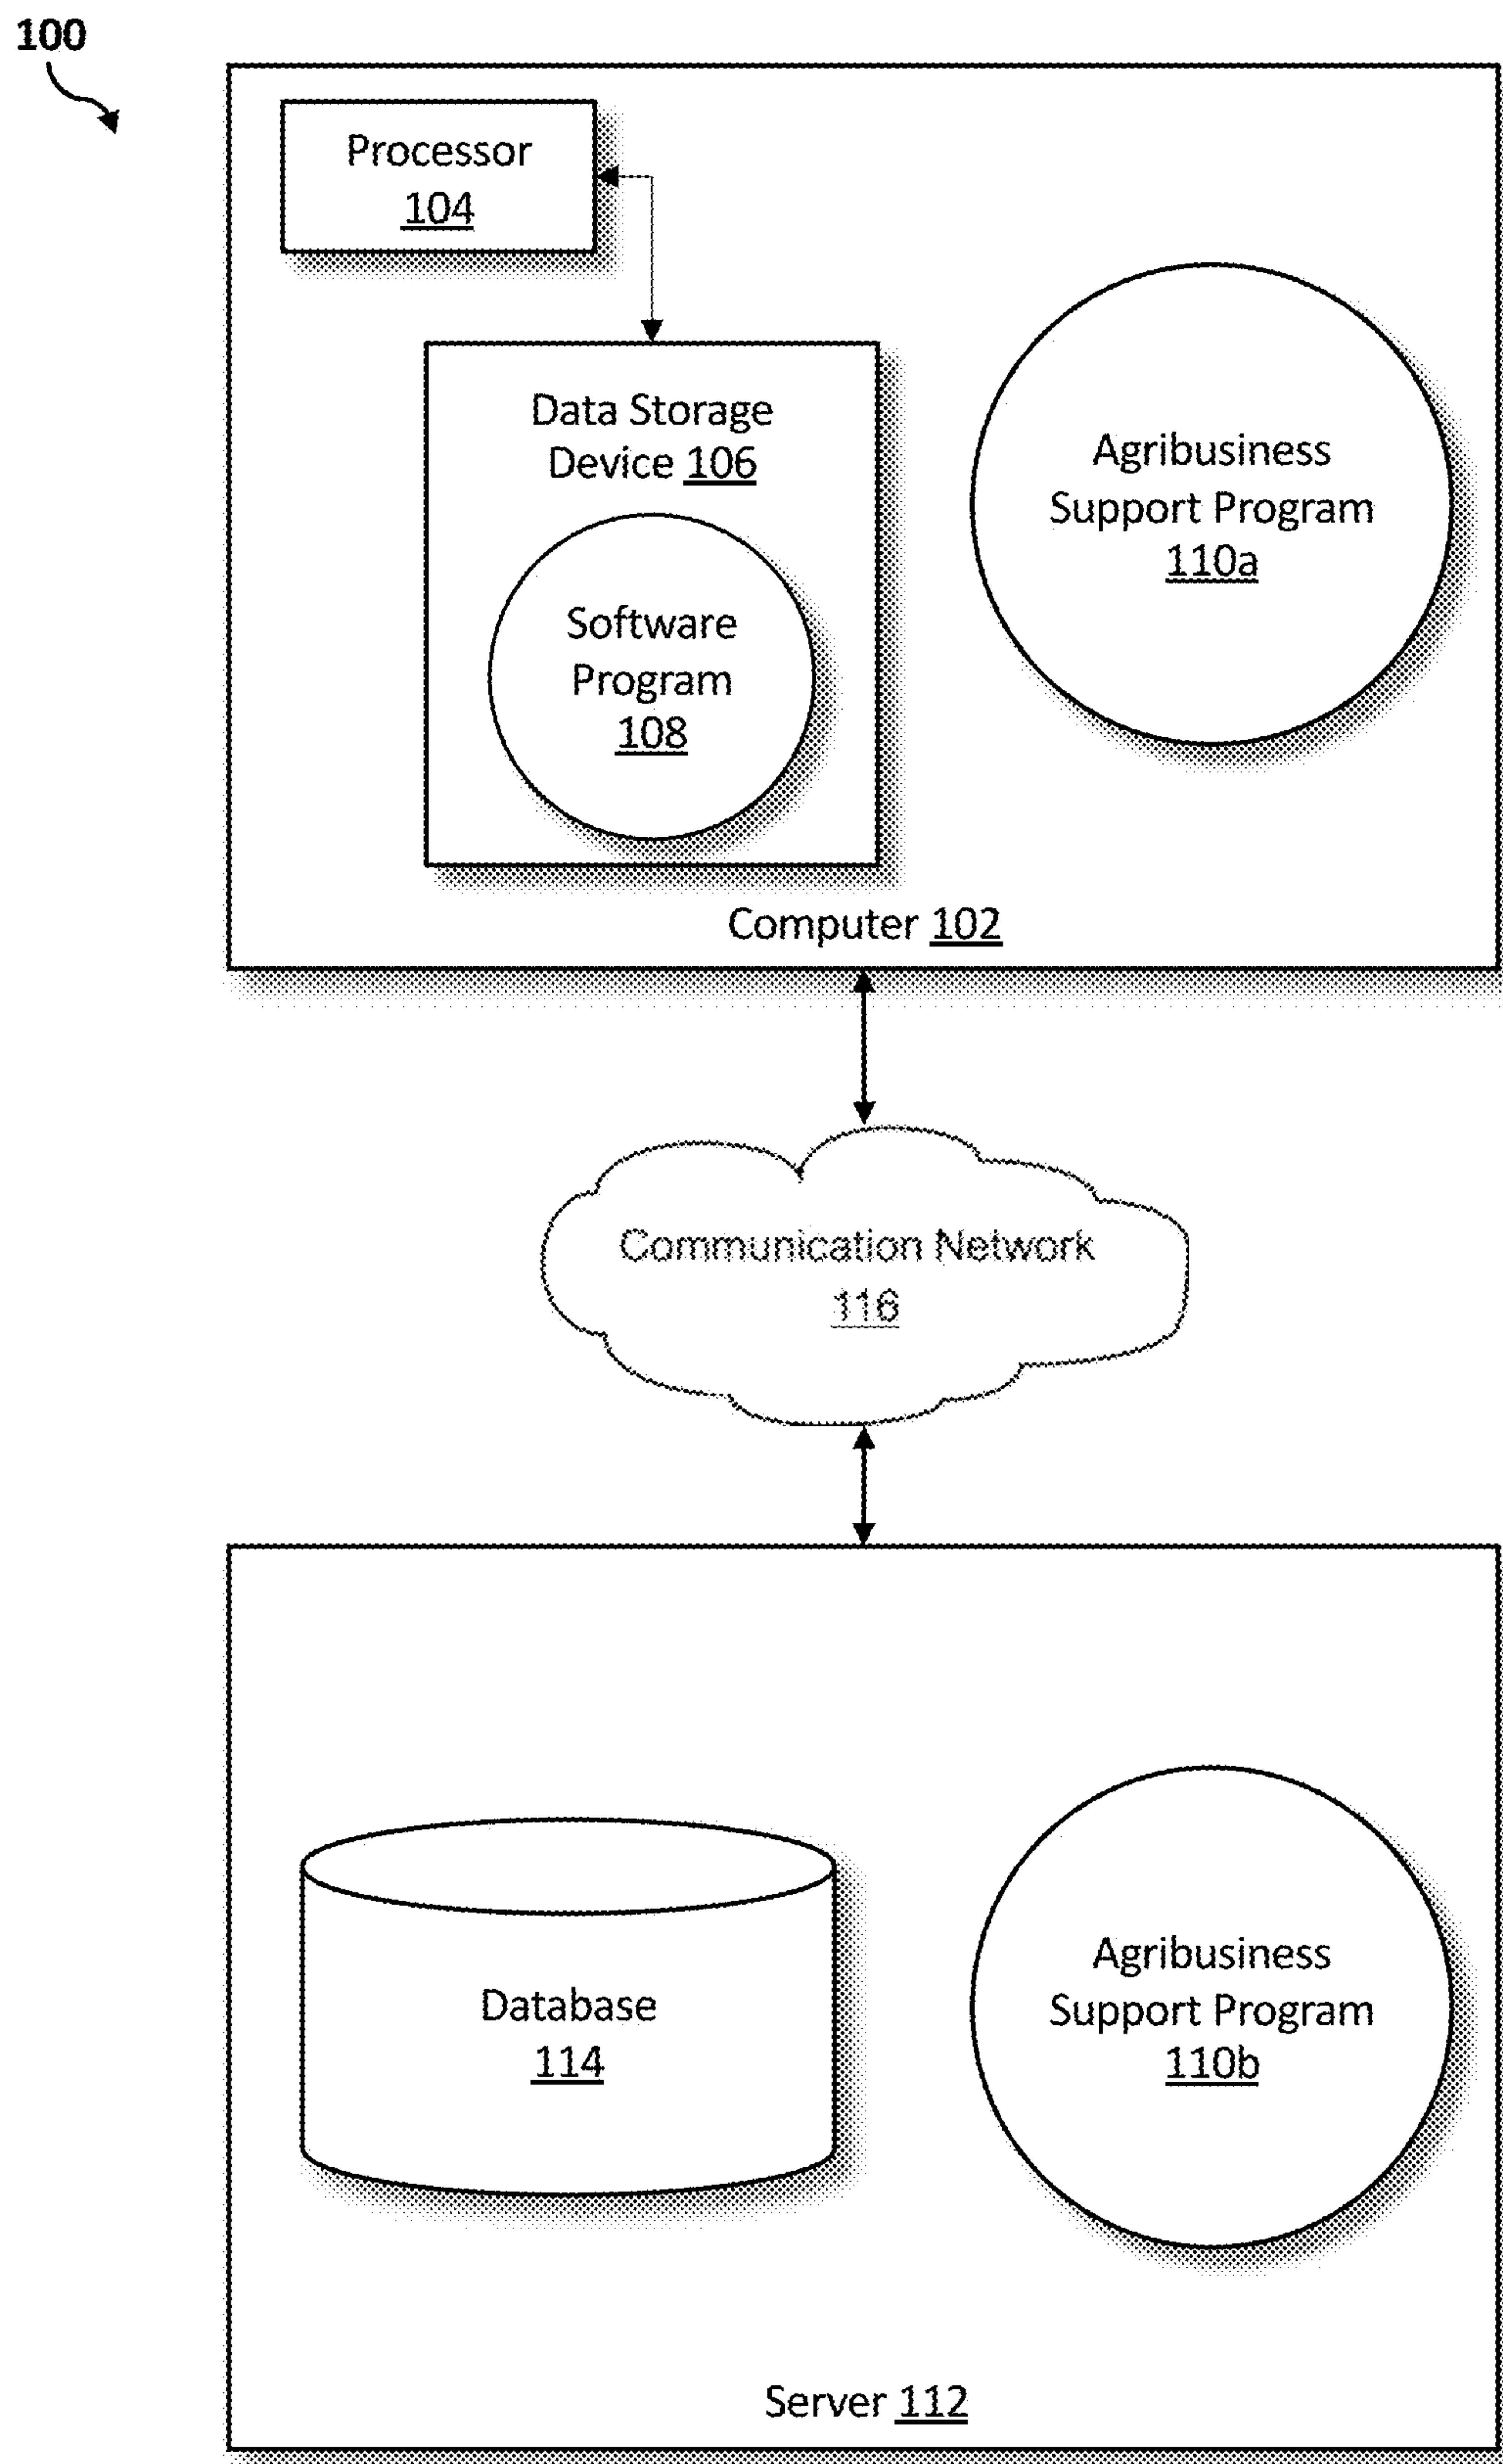 100
Processor
104
Data Storage
Device 106
Software
Program
108
Agribusiness
Support Program
110a
Computer 102
Communication Network
116
Database
114
Agribusiness
Support Program
110b
Server 112